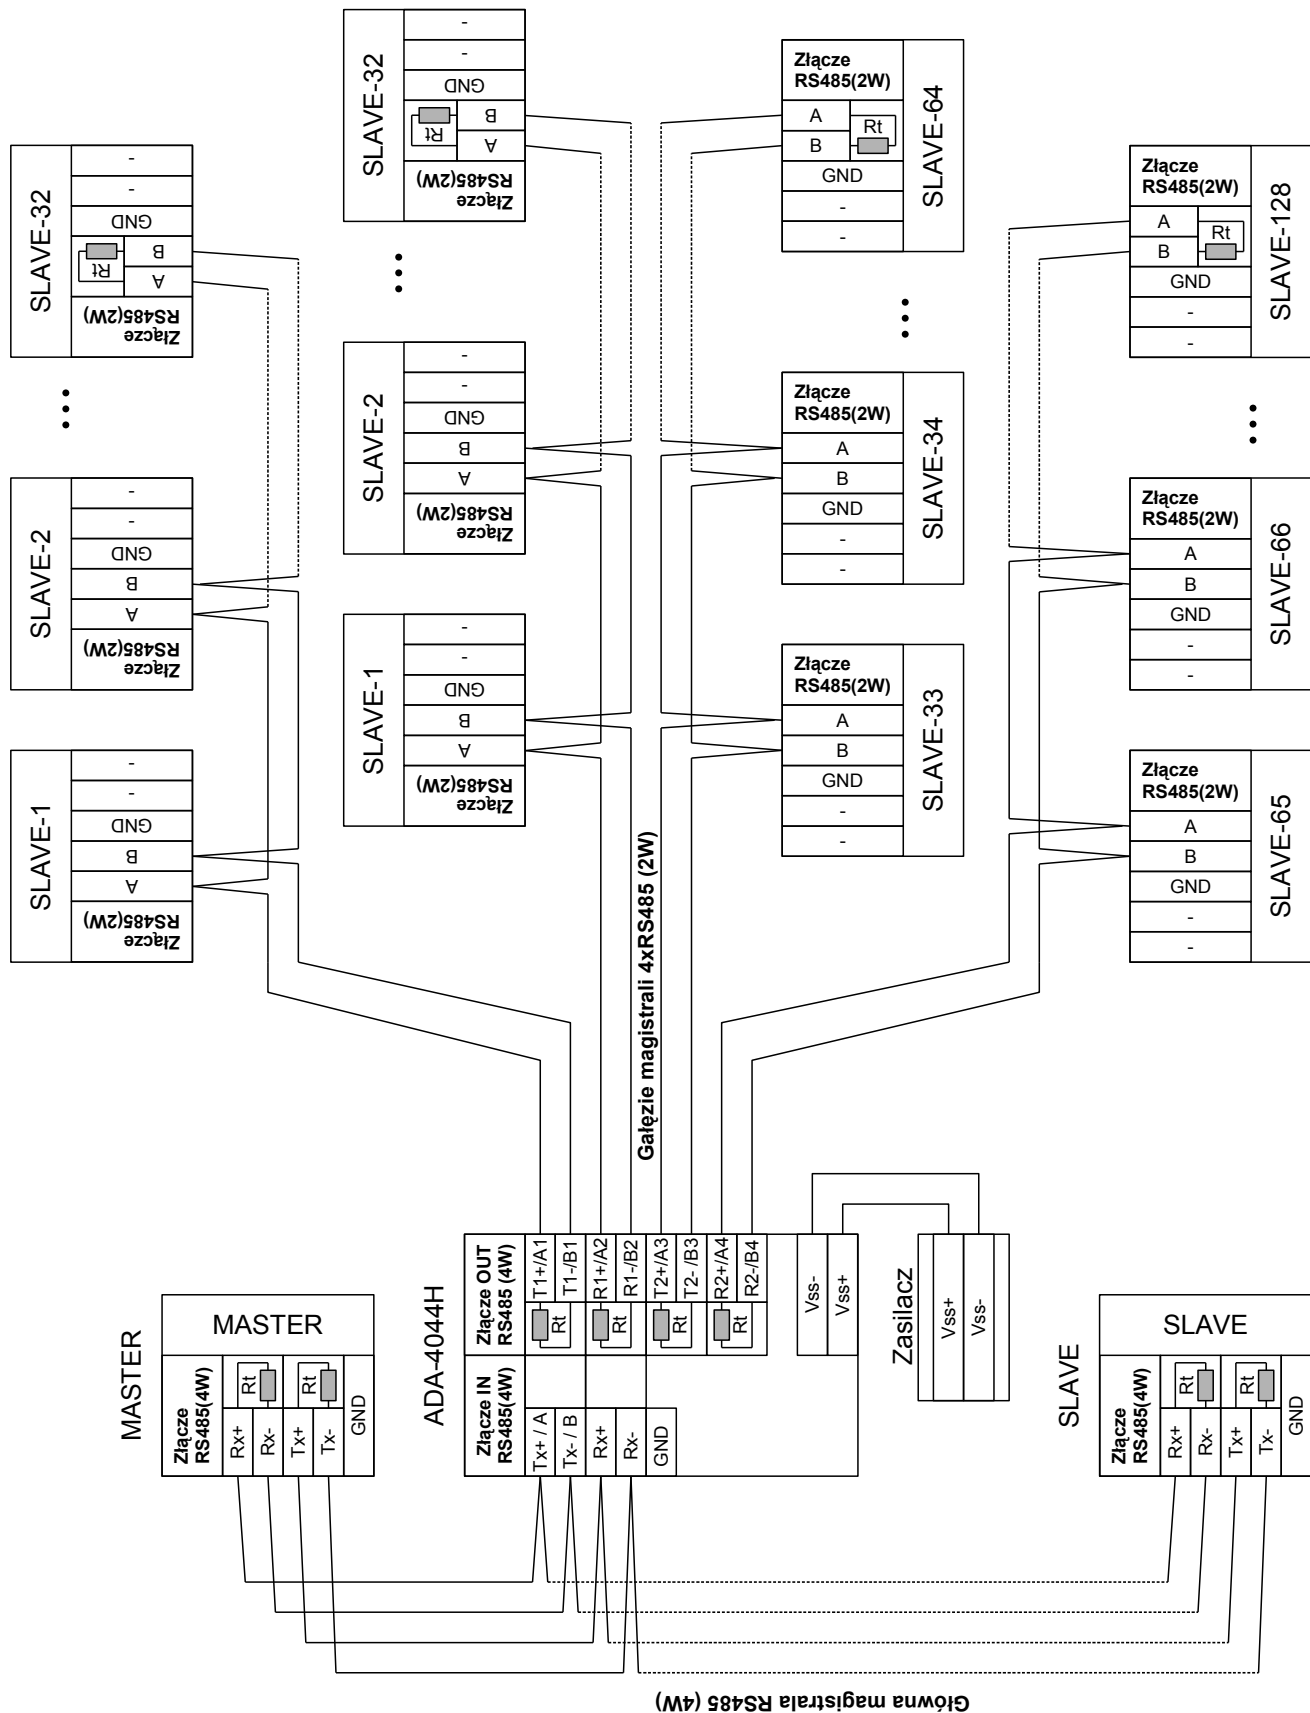 SLAVE-1
Złącze
RS485(2W)
A
B
GND
-
-
SLAVE-2
Złącze
RS485(2W)
A
B
GND
-
-
SLAVE-32
Złącze
RS485(2W)
A
B
Rt
GND
-
-
SLAVE-1
Złącze
RS485(2W)
A
B
GND
-
-
SLAVE-2
Złącze
RS485(2W)
A
B
GND
-
-
SLAVE-32
Złącze
RS485(2W)
A
B
Rt
GND
-
-
Gałęzie magistrali 4xRS485 (2W)
Złącze
RS485(2W)
A
B
GND
-
-
SLAVE-33
Złącze
RS485(2W)
A
B
GND
-
-
SLAVE-34
Złącze
RS485(2W)
A
B
Rt
GND
-
-
SLAVE-64
Złącze
RS485(2W)
A
B
GND
-
-
SLAVE-65
Złącze
RS485(2W)
A
B
GND
-
-
SLAVE-66
Złącze
RS485(2W)
A
B
Rt
GND
-
-
SLAVE-128
MASTER
MASTER
Złącze
RS485(4W)
Rx+
Rx-
Tx+
Tx-
GND
Rt
Rt
ADA-4044H
Złącze IN
RS485(4W)
Tx+ / A
Tx- / B
Rx+
Rx-
GND
Złącze OUT
RS485 (4W)
T1+/A1
T1-/B1
R1+/A2
R1-/B2
T2+/A3
T2- /B3
R2+/A4
R2-/B4
Rt
Rt
Rt
Rt
Vss-
Vss+
Zasilacz
Vss+
Vss-
SLAVE
SLAVE
Złącze
RS485(4W)
Rx+
Rx-
Tx+
Tx-
GND
Rt
Rt
Główna magistrala RS485 (4W)